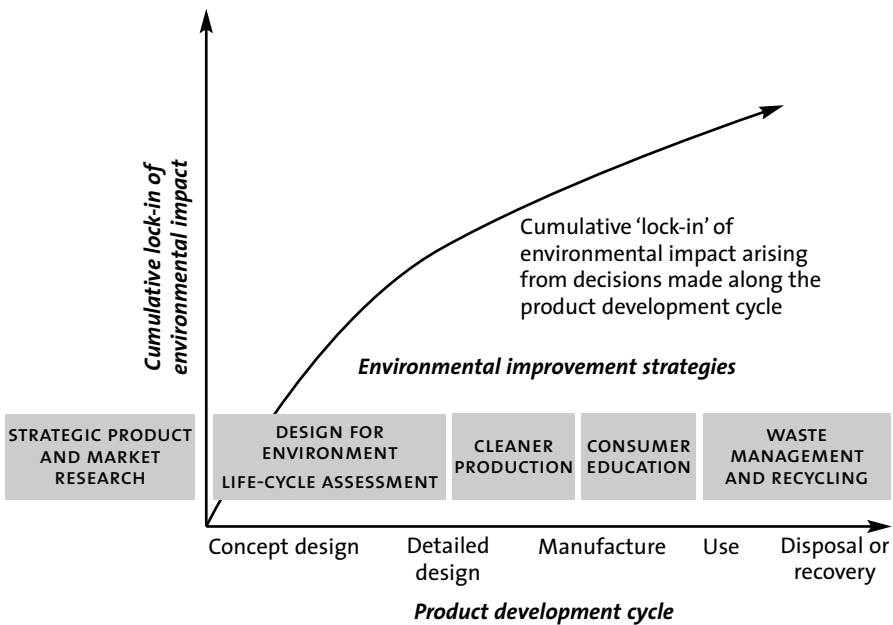 Cumulative lock-in of
environmental impact
Cumulative ‘lock-in’ of
environmental impact arising
from decisions made along the
product development cycle
Environmental improvement strategies
STRATEGIC PRODUCT
AND MARKET
RESEARCH
DESIGN FOR
ENVIRONMENT
LIFE-CYCLE ASSESSMENT
CLEANER
PRODUCTION
CONSUMER
EDUCATION
WASTE
MANAGEMENT
AND RECYCLING
Concept design
Detailed
design
Manufacture
Use
Disposal or
recovery
Product development cycle